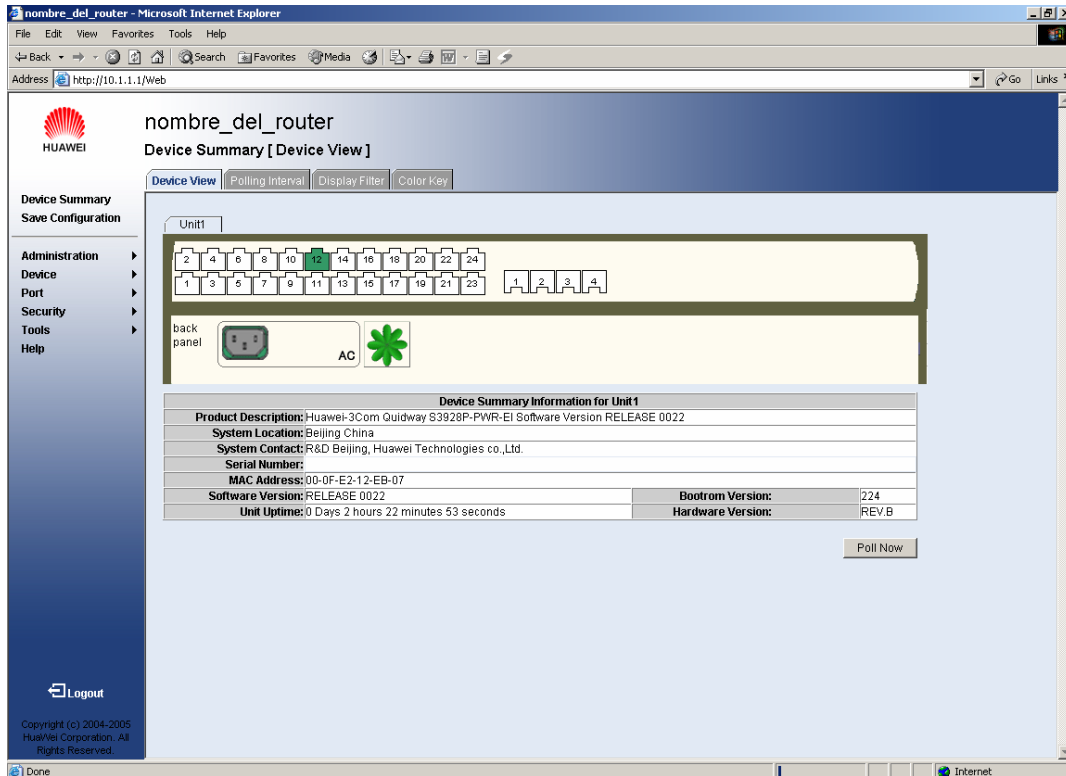 nombre_del_router - Microsoft Internet Explorer
File Edit View Favorites Tools Help
Back Search Favorites Media
Address http://10.1.1.1/Web Go Links
HUAWEI
nombre_del_router
Device Summary [ Device View ]
Device View Polling Interval Display Filter Color Key
Device Summary
Save Configuration
Administration
Device
Port
Security
Tools
Help
Unit1
2 4 6 8 10 12 14 16 18 20 22 24
1 3 5 7 9 11 13 15 17 19 21 23 1 2 3 4
back
panel
AC
Device Summary Information for Unit1
Product Description: Huawei-3Com Quidway S3928P-PWR-EI Software Version RELEASE 0022
System Location: Beijing China
System Contact: R&D Beijing, Huawei Technologies co.,Ltd.
Serial Number:
MAC Address: 00-0F-E2-12-EB-07
Software Version: RELEASE 0022 Bootrom Version: 224
Unit Uptime: 0 Days 2 hours 22 minutes 53 seconds Hardware Version: REV.B
Poll Now
Logout
Copyright (c) 2004-2005
HuaWei Corporation. All
Rights Reserved.
Done Internet